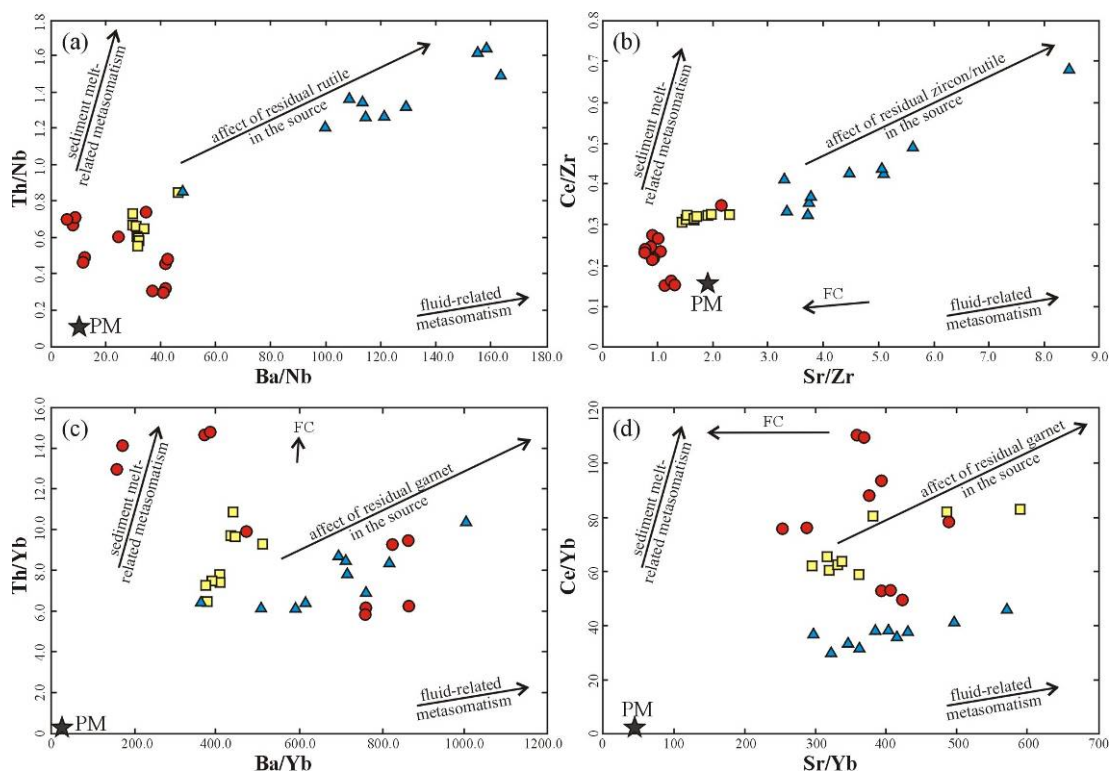 (a)
1.8
1.6
1.4
1.2
1.0
0.8
0.6
0.4
0.2
0
Th/Nb
sediment melt-
related metasomatism
affect of residual rutile
in the source
fluid-related
metasomatism
PM
0 20.0 40.0 60.0 80.0 100.0 120.0 140.0 160.0 180.0
Ba/Nb
(b)
0.8
0.7
0.6
0.5
0.4
0.3
0.2
0.1
0
Ce/Zr
sediment melt-
related metasomatism
affect of residual zircon/rutile
in the source
PM
FC
fluid-related
metasomatism
0 1.0 2.0 3.0 4.0 5.0 6.0 7.0 8.0 9.0
Sr/Zr
(c)
16.0
14.0
12.0
10.0
8.0
6.0
4.0
2.0
0
Th/Yb
sediment melt-
related metasomatism
FC
affect of residual garnet
in the source
fluid-related
metasomatism
PM
0 200 400 600 800 1000.0 1200.0
Ba/Yb
(d)
120
100
80
60
40
20
0
Ce/Yb
FC
sediment melt-
related metasomatism
affect of residual garnet
in the source
fluid-related
metasomatism
PM
0 100 200 300 400 500 600 700
Sr/Yb